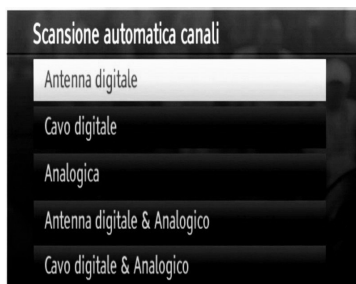 Scansione automatica canali
Antenna digitale
Cavo digitale
Analogica
Antenna digitale & Analogico
Cavo digitale & Analogico